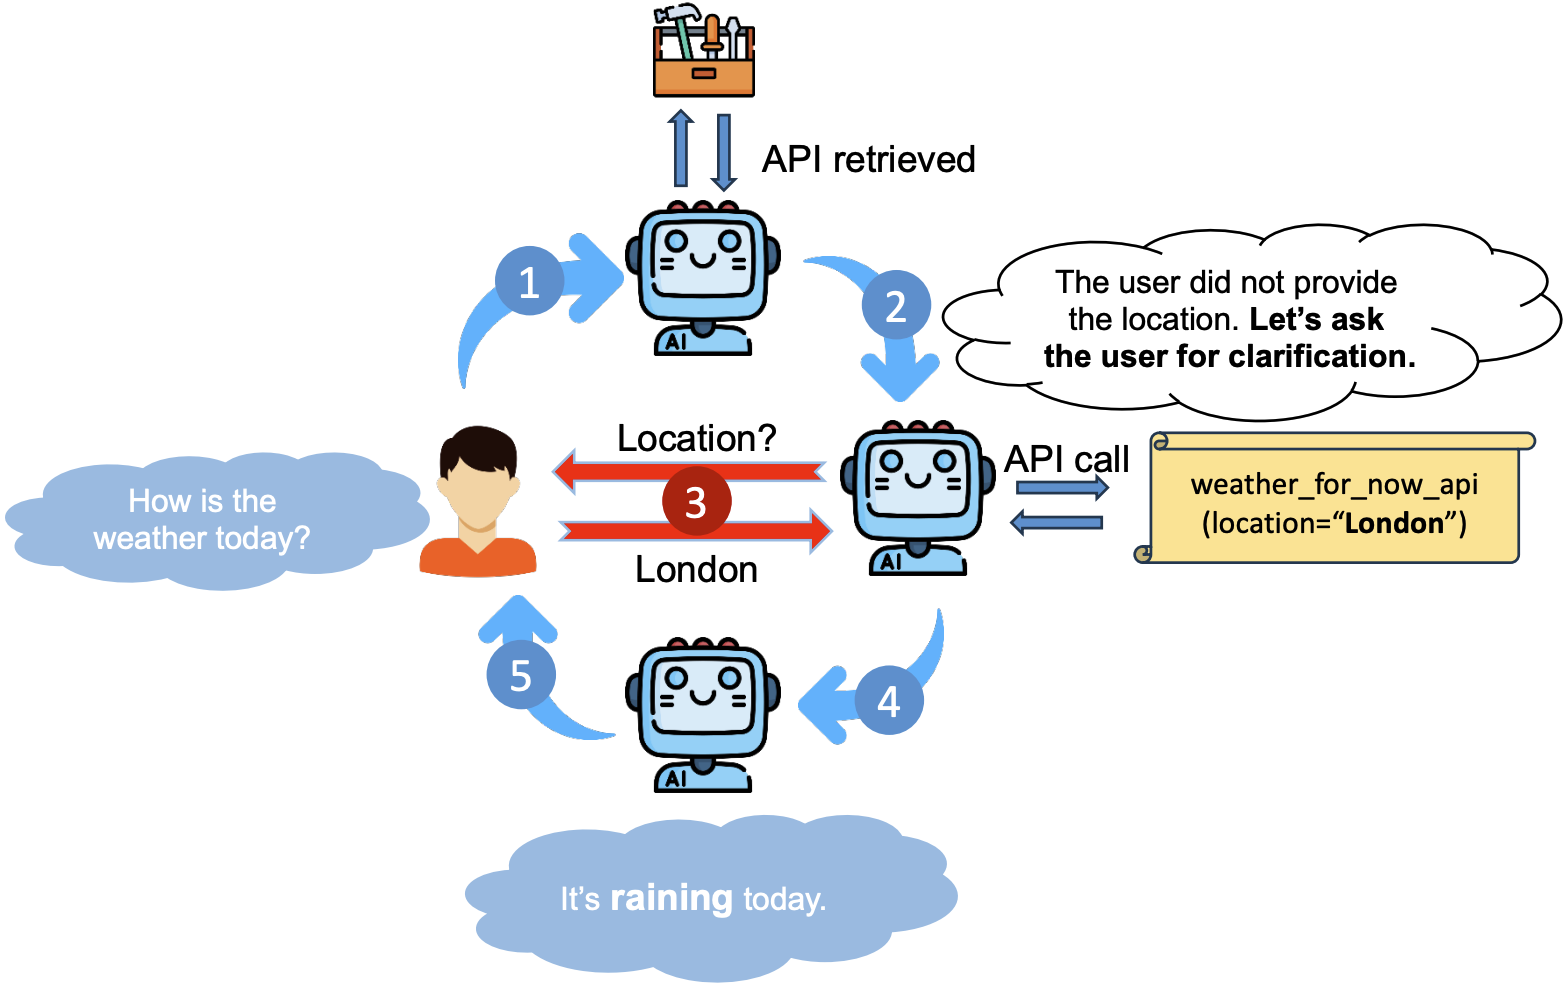 API retrieved
1
2
AI
The user did not provide
the location. Let's ask
the user for clarification.
How is the
weather today?
Location?
3
London
AI
API call
weather_for_now_api
(location=“London”)
5
4
AI
It's raining today.